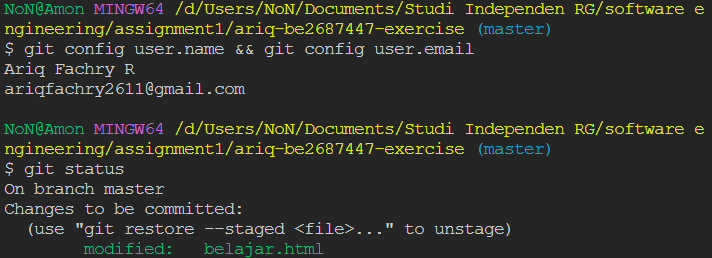 NoN@Amon MINGW64 /d/Users/NoN/Documents/Studi Independen RG/software e
ngineering/assignment1/ariq-be2687447-exercise (master)
$ git config user.name && git config user.email
Ariq Fachry R
ariqfachry2611@gmail.com
NoN@Amon MINGW64 /d/Users/NoN/Documents/Studi Independen RG/software e
ngineering/assignment1/ariq-be2687447-exercise (master)
$ git status
On branch master
Changes to be committed:
  (use "git restore --staged <file>..." to unstage)
        modified:   belajar.html